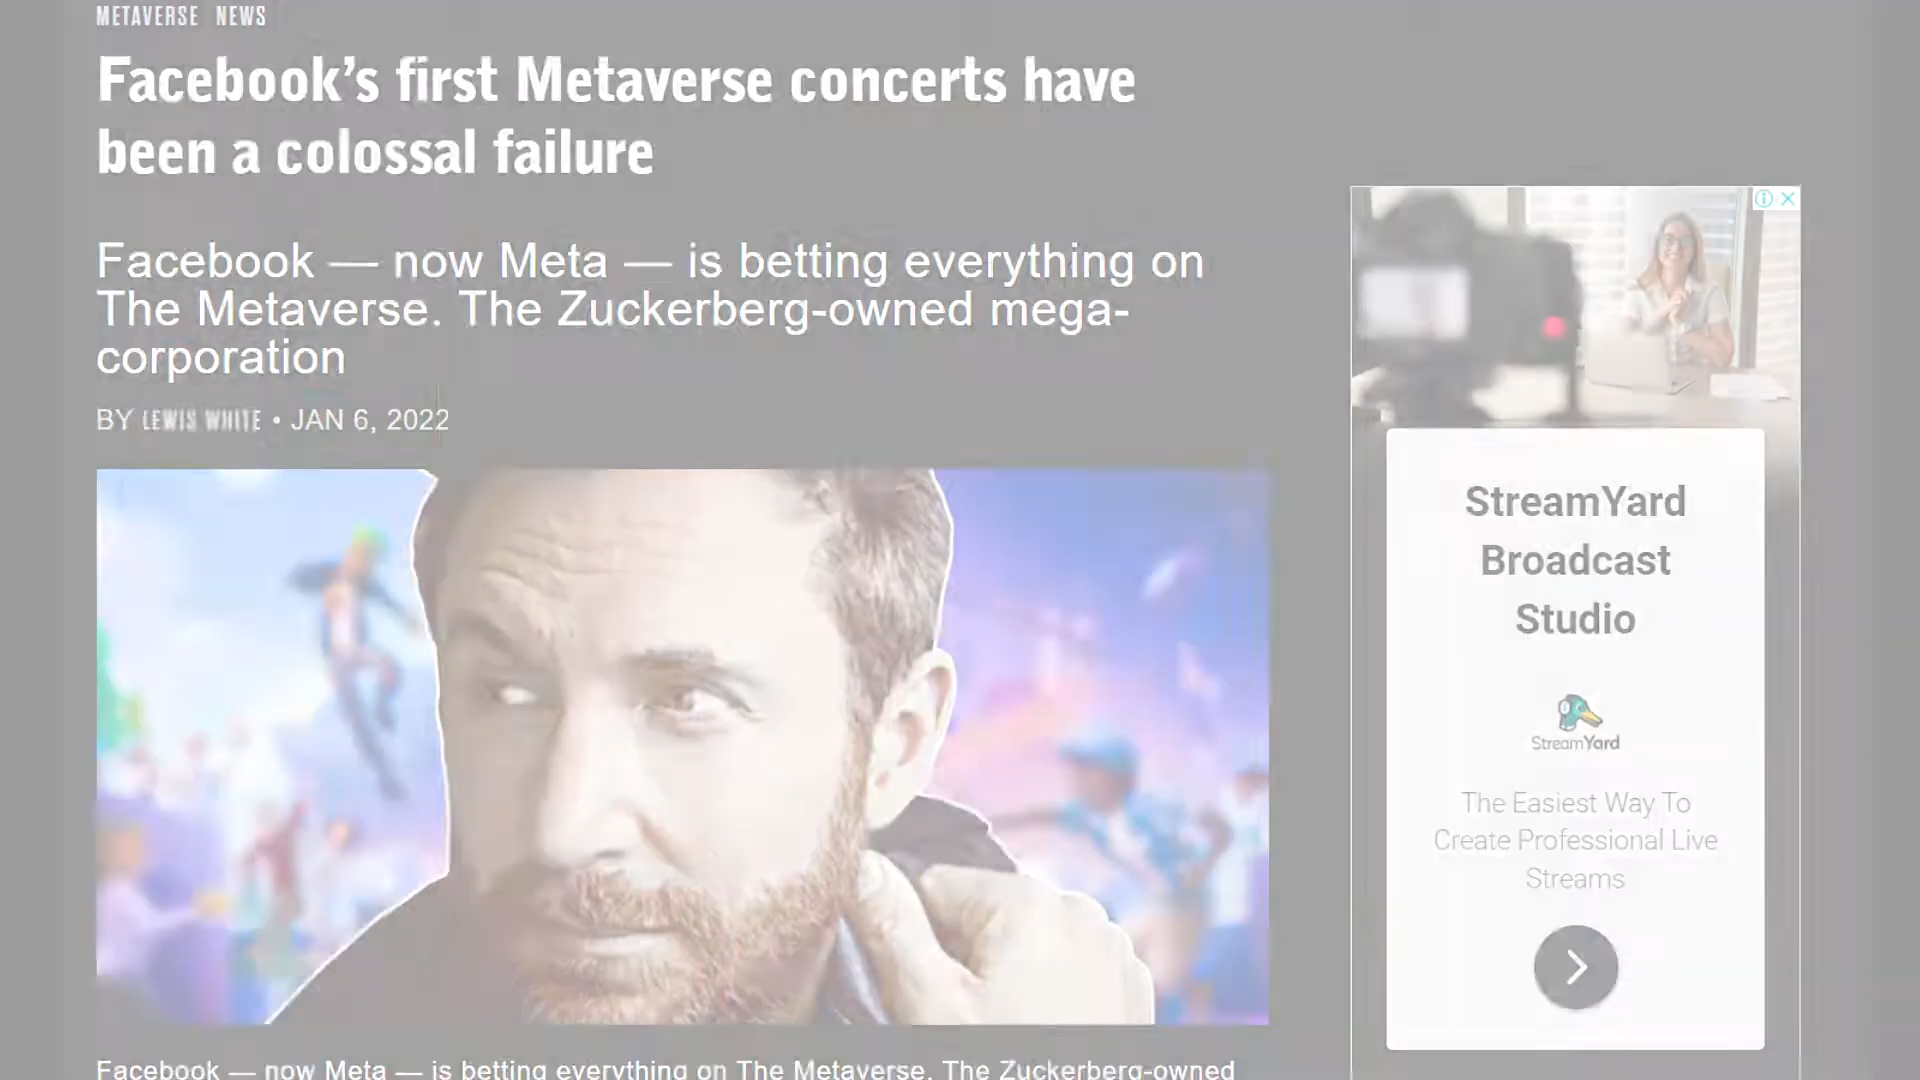 METAVERSE NEWS
Facebook’s first Metaverse concerts have
been a colossal failure
Facebook — now Meta — is betting everything on
The Metaverse. The Zuckerberg-owned mega-
corporation
BY LEWIS WHITE • JAN 6, 2022
StreamYard
Broadcast
Studio
StreamYard
The Easiest Way To
Create Professional Live
Streams
Facebook — now Meta — is betting everything on The Metaverse. The Zuckerberg-owned